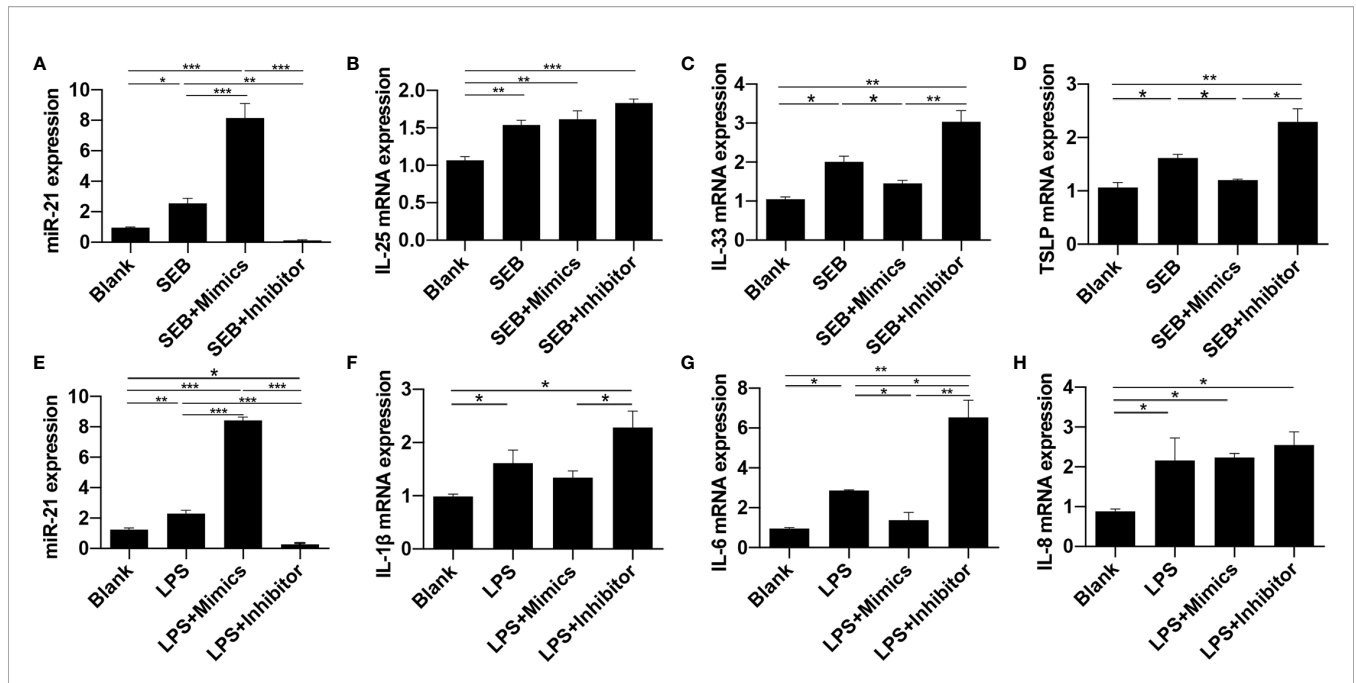 A
miR-21 expression
***
***
*
**
***
10
8
6
4
2
0
Blank
SEB
SEB+Mimics
SEB+Inhibitor
B
IL-25 mRNA expression
***
**
**
2.0
1.5
1.0
0.5
0.0
Blank
SEB
SEB+Mimics
SEB+Inhibitor
C
IL-33 mRNA expression
**
*
*
**
4
3
2
1
0
Blank
SEB
SEB+Mimics
SEB+Inhibitor
D
TSLP mRNA expression
**
*
*
*
3
2
1
0
Blank
SEB
SEB+Mimics
SEB+Inhibitor
E
miR-21 expression
*
***
***
**
***
***
10
8
6
4
2
0
Blank
LPS
LPS+Mimics
LPS+Inhibitor
F
IL-1β mRNA expression
*
*
*
3
2
1
0
Blank
LPS
LPS+Mimics
LPS+Inhibitor
G
IL-6 mRNA expression
**
*
*
*
**
8
6
4
2
0
Blank
LPS
LPS+Mimics
LPS+Inhibitor
H
IL-8 mRNA expression
*
*
*
4
3
2
1
0
Blank
LPS
LPS+Mimics
LPS+Inhibitor